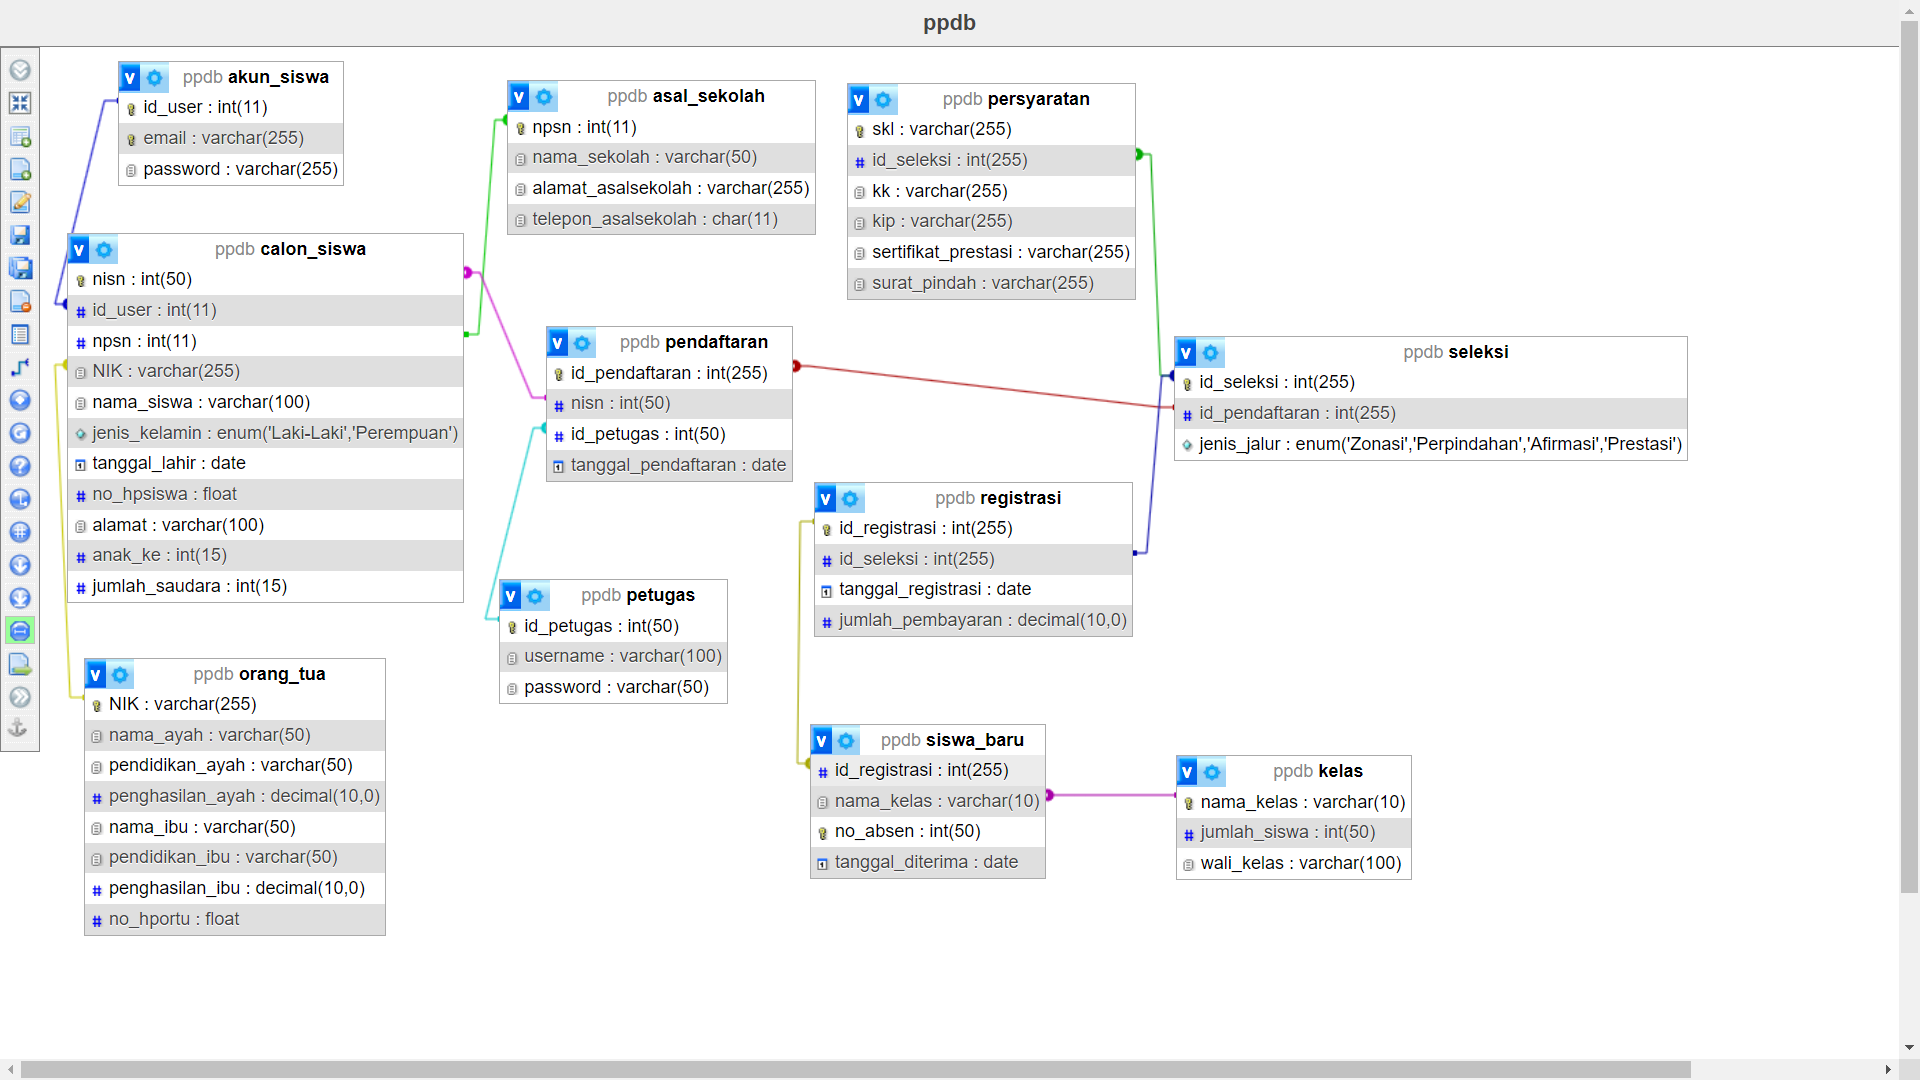 ppdb
ppdb akun_siswa
id_user : int(11)
email : varchar(255)
password : varchar(255)
ppdb asal_sekolah
npsn : int(11)
nama_sekolah : varchar(50)
alamat_asalsekolah : varchar(255)
telepon_asalsekolah : char(11)
ppdb persyaratan
skl : varchar(255)
id_seleksi : int(255)
kk : varchar(255)
kip : varchar(255)
sertifikat_prestasi : varchar(255)
surat_pindah : varchar(255)
ppdb calon_siswa
nisn : int(50)
id_user : int(11)
npsn : int(11)
NIK : varchar(255)
nama_siswa : varchar(100)
jenis_kelamin : enum('Laki-Laki','Perempuan')
tanggal_lahir : date
no_hpsiswa : float
alamat : varchar(100)
anak_ke : int(15)
jumlah_saudara : int(15)
ppdb pendaftaran
id_pendaftaran : int(255)
nisn : int(50)
id_petugas : int(50)
tanggal_pendaftaran : date
ppdb seleksi
id_seleksi : int(255)
id_pendaftaran : int(255)
jenis_jalur : enum('Zonasi','Perpindahan','Afirmasi','Prestasi')
ppdb registrasi
id_registrasi : int(255)
id_seleksi : int(255)
tanggal_registrasi : date
jumlah_pembayaran : decimal(10,0)
ppdb petugas
id_petugas : int(50)
username : varchar(100)
password : varchar(50)
ppdb orang_tua
NIK : varchar(255)
nama_ayah : varchar(50)
pendidikan_ayah : varchar(50)
penghasilan_ayah : decimal(10,0)
nama_ibu : varchar(50)
pendidikan_ibu : varchar(50)
penghasilan_ibu : decimal(10,0)
no_hportu : float
ppdb siswa_baru
id_registrasi : int(255)
nama_kelas : varchar(10)
no_absen : int(50)
tanggal_diterima : date
ppdb kelas
nama_kelas : varchar(10)
jumlah_siswa : int(50)
wali_kelas : varchar(100)